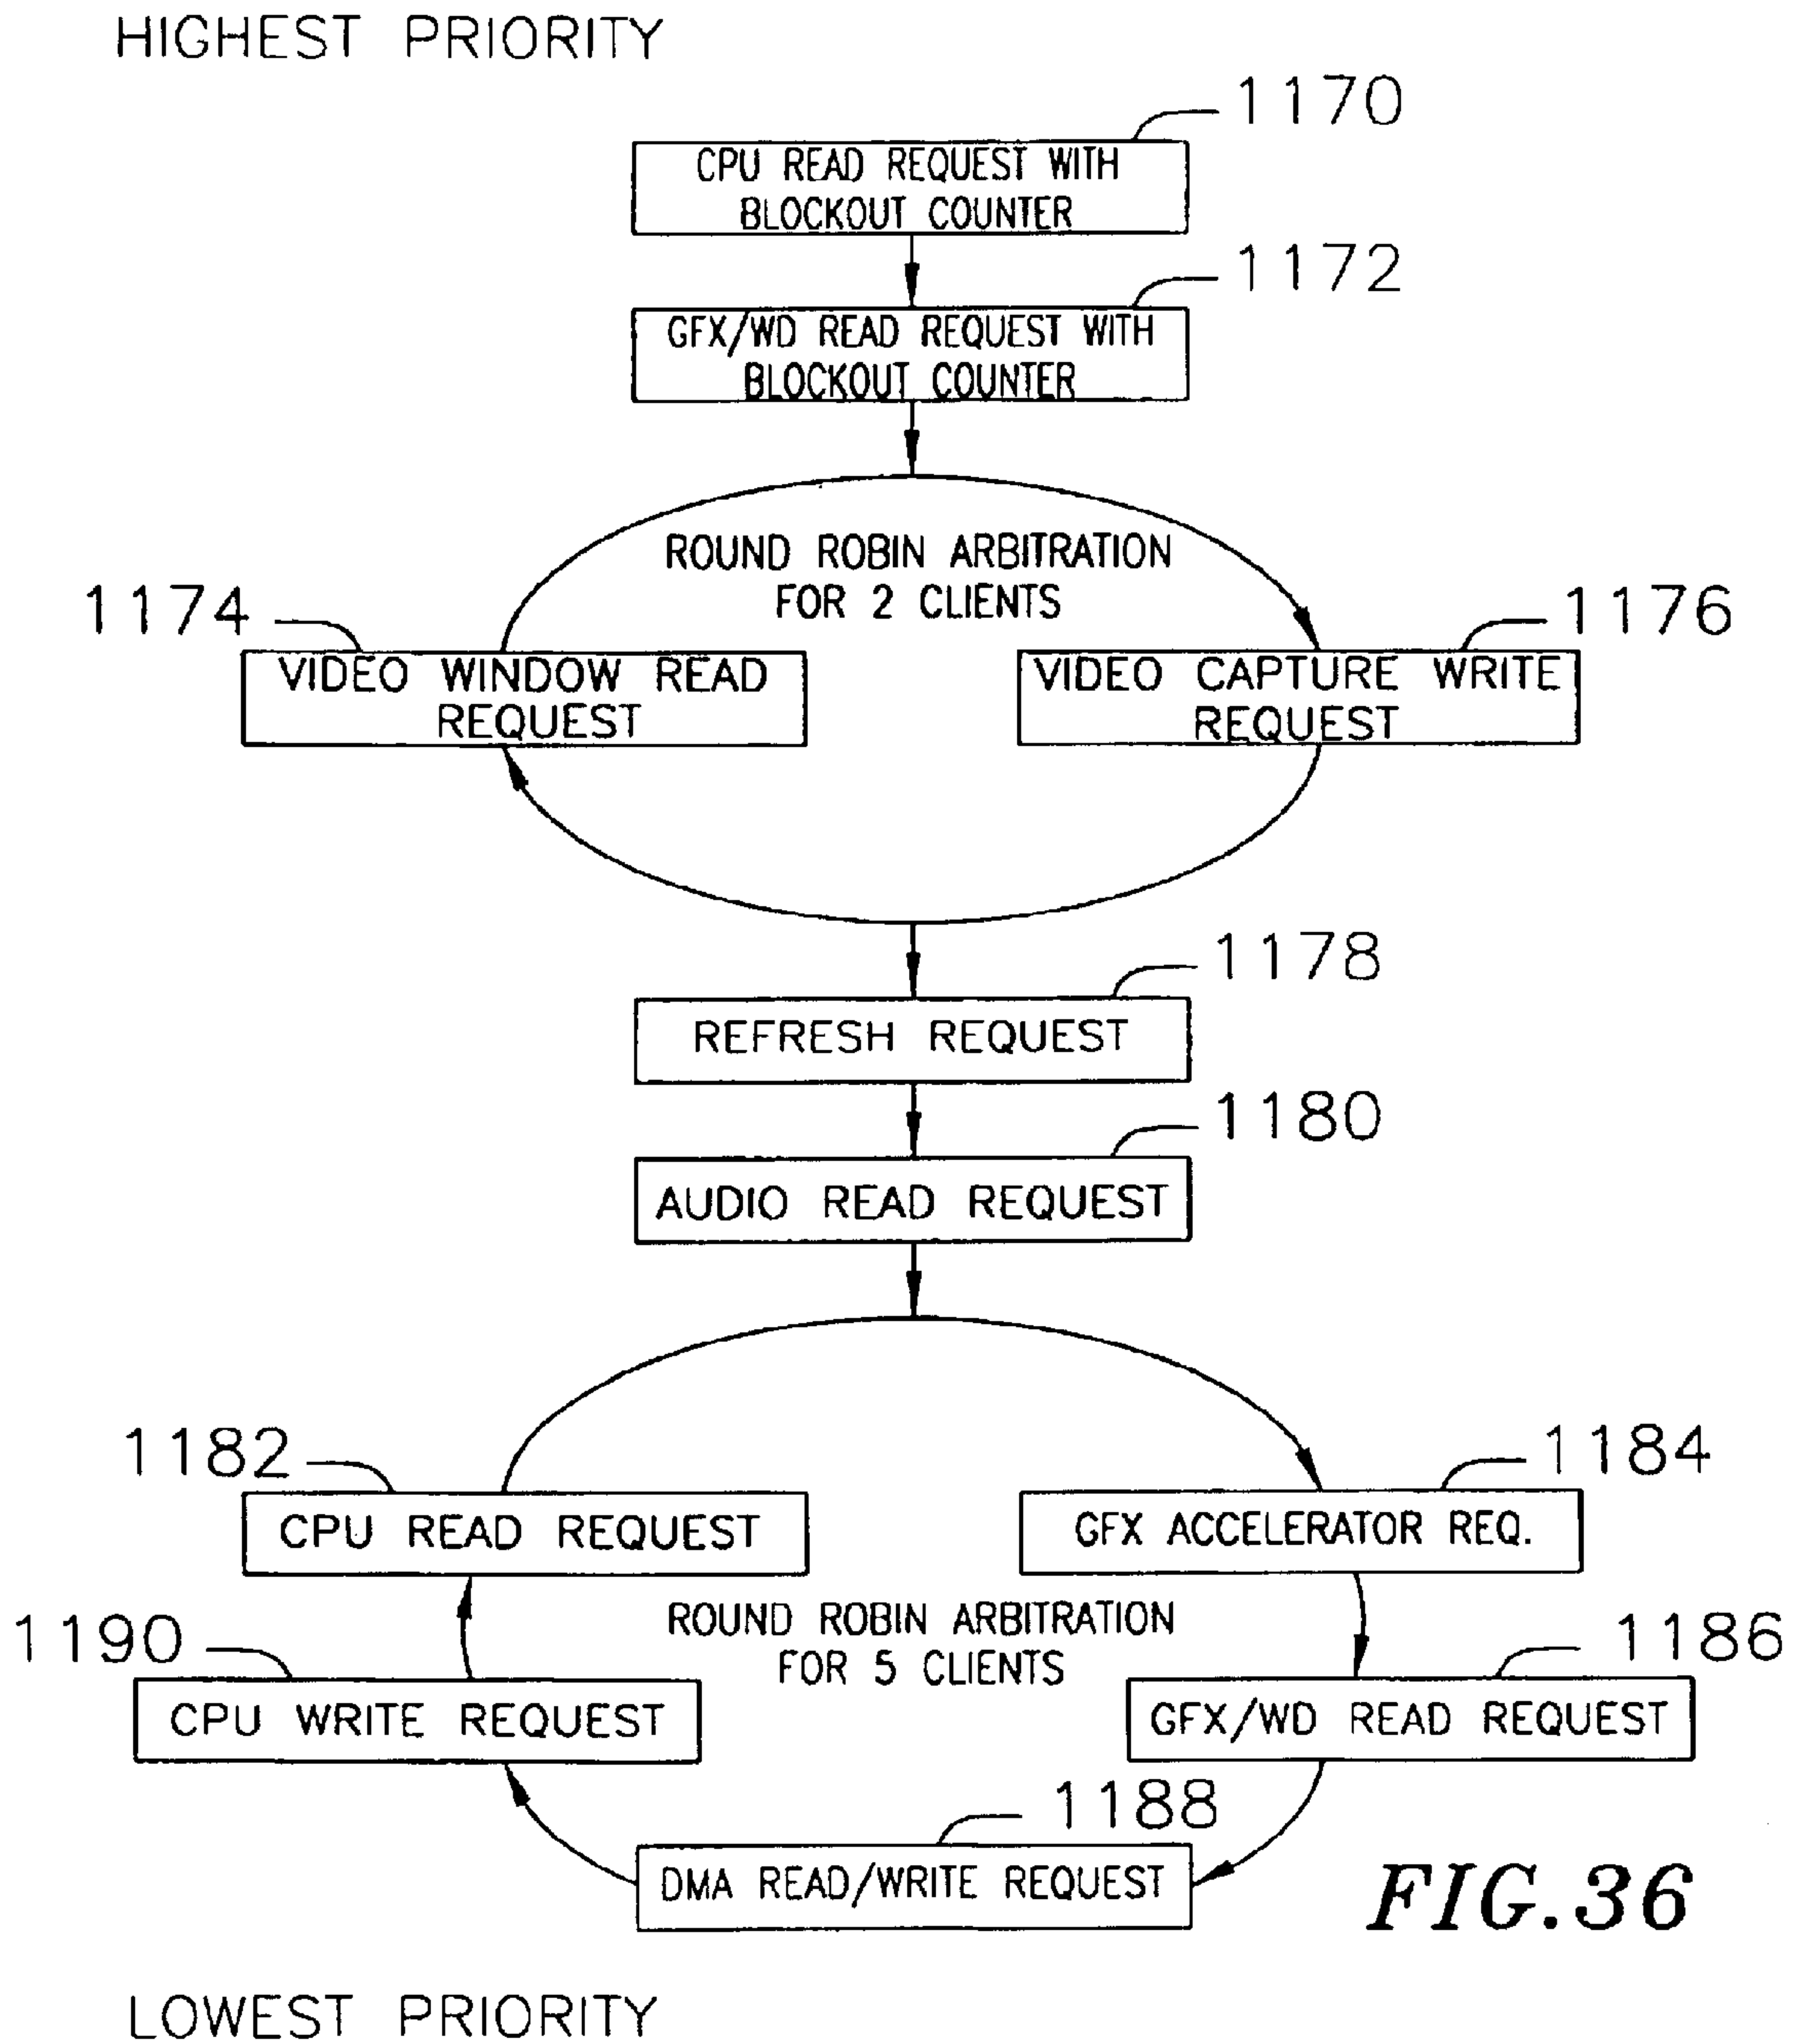 HIGHEST PRIORITY
1170
CPU READ REQUEST WITH
BLOCKOUT COUNTER
1172
GFX/WD READ REQUEST WITH
BLOCKOUT COUNTER
ROUND ROBIN ARBITRATION
FOR 2 CLIENTS
1174
1176
VIDEO WINDOW READ
REQUEST
VIDEO CAPTURE WRITE
REQUEST
1178
REFRESH REQUEST
1180
AUDIO READ REQUEST
1182
1184
CPU READ REQUEST
GFX ACCELERATOR REQ.
ROUND ROBIN ARBITRATION
FOR 5 CLIENTS
1190
1186
CPU WRITE REQUEST
GFX/WD READ REQUEST
1188
DMA READ/WRITE REQUEST
FIG.36
LOWEST PRIORITY